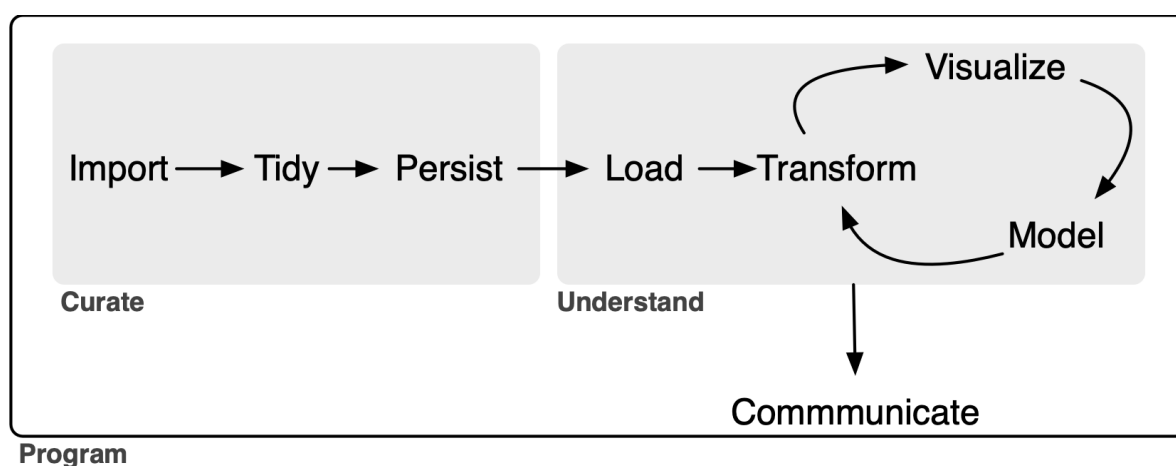 Visualize
Import Tidy Persist Load Transform
Model
Curate Understand
Commmunicate
Program